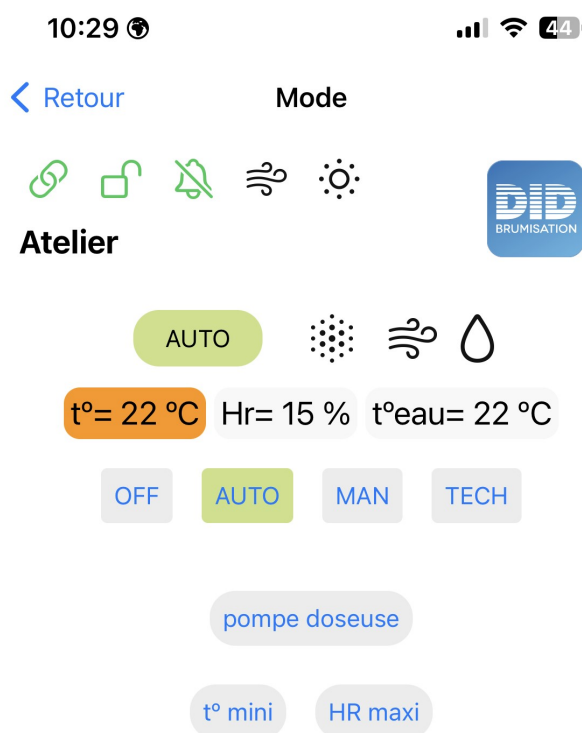 10:29 44
Retour Mode
DID
BRUMISATION
Atelier
AUTO
tº= 22 ºC Hr= 15 % tºeau= 22 ºC
OFF AUTO MAN TECH
pompe doseuse
tº mini HR maxi